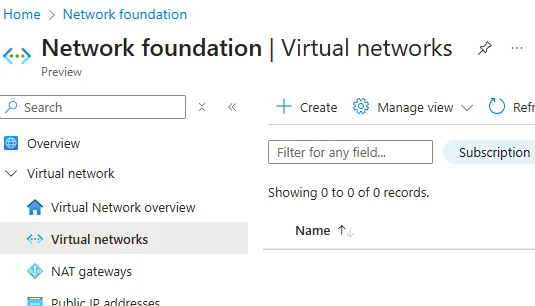 Home > Network foundation
Network foundation | Virtual networks
Preview
Search
Overview
Virtual network
Virtual Network overview
Virtual networks
NAT gateways
Public IP addresses
+ Create Manage view Refr
Filter for any field... Subscription
Showing 0 to 0 of 0 records.
Name ↑↓